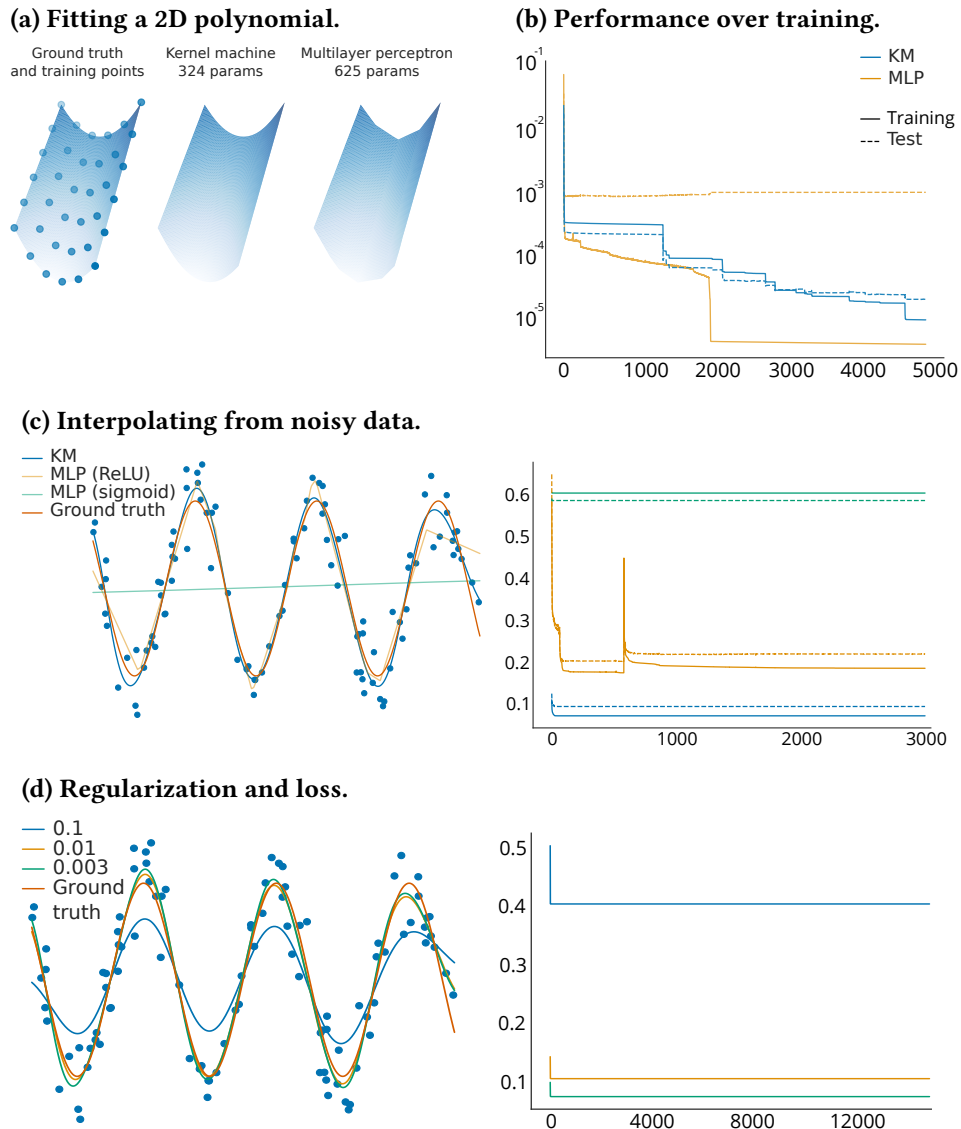 (a) Fitting a 2D polynomial.
Ground truth
and training points
Kernel machine
324 params
Multilayer perceptron
625 params
(b) Performance over training.
KM
MLP
Training
Test
10^-1
10^-2
10^-3
10^-4
10^-5
0 1000 2000 3000 4000 5000
(c) Interpolating from noisy data.
KM
MLP (ReLU)
MLP (sigmoid)
Ground truth
0.6
0.5
0.4
0.3
0.2
0.1
0 1000 2000 3000
(d) Regularization and loss.
0.1
0.01
0.003
Ground
truth
0.5
0.4
0.3
0.2
0.1
0 4000 8000 12000